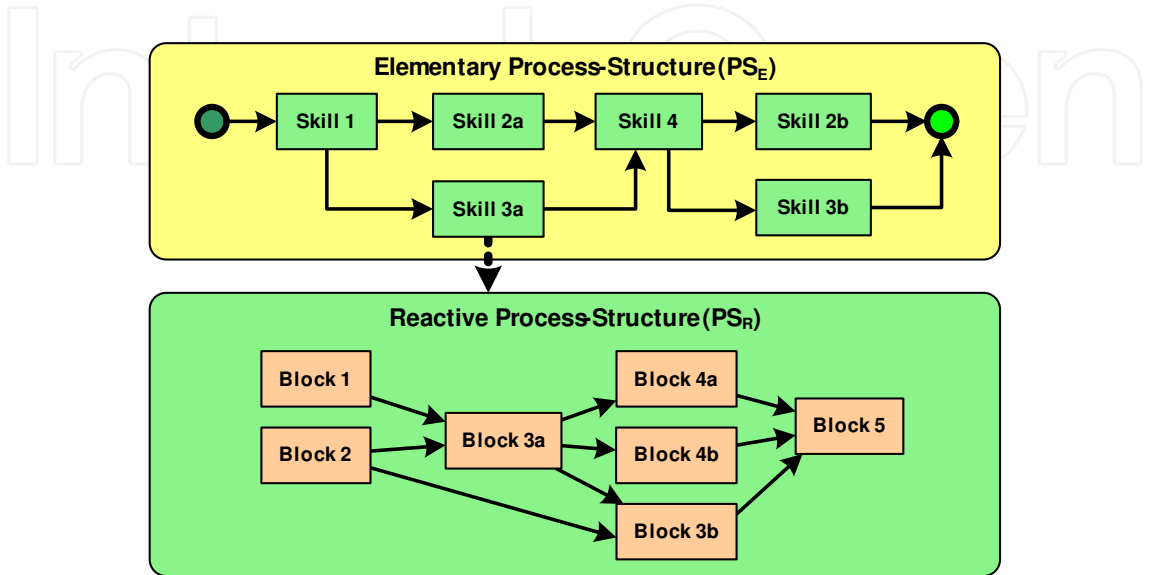 Elementary Process-Structure (PSE)
Skill 1
Skill 2a
Skill 4
Skill 2b
Skill 3a
Skill 3b
Reactive Process-Structure (PSR)
Block 1
Block 4a
Block 5
Block 3a
Block 2
Block 4b
Block 3b